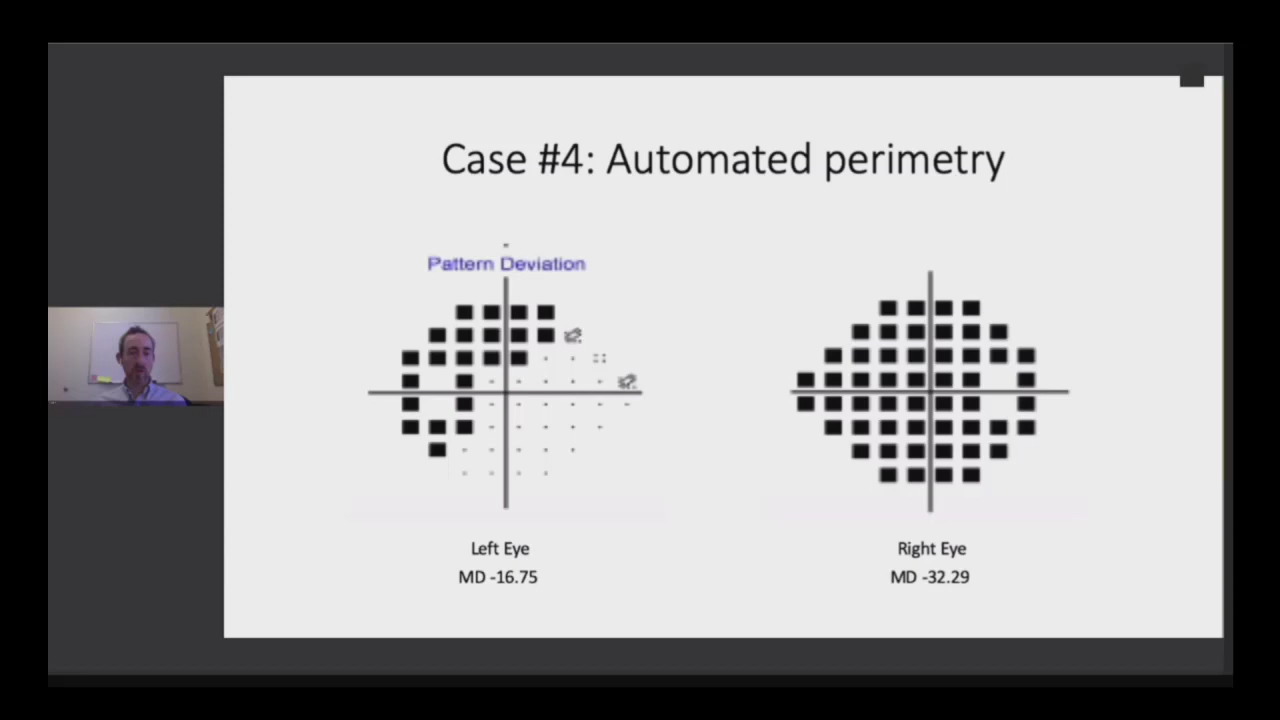 Case #4: Automated perimetry
Pattern Deviation
Left Eye
MD -16.75
Right Eye
MD -32.29